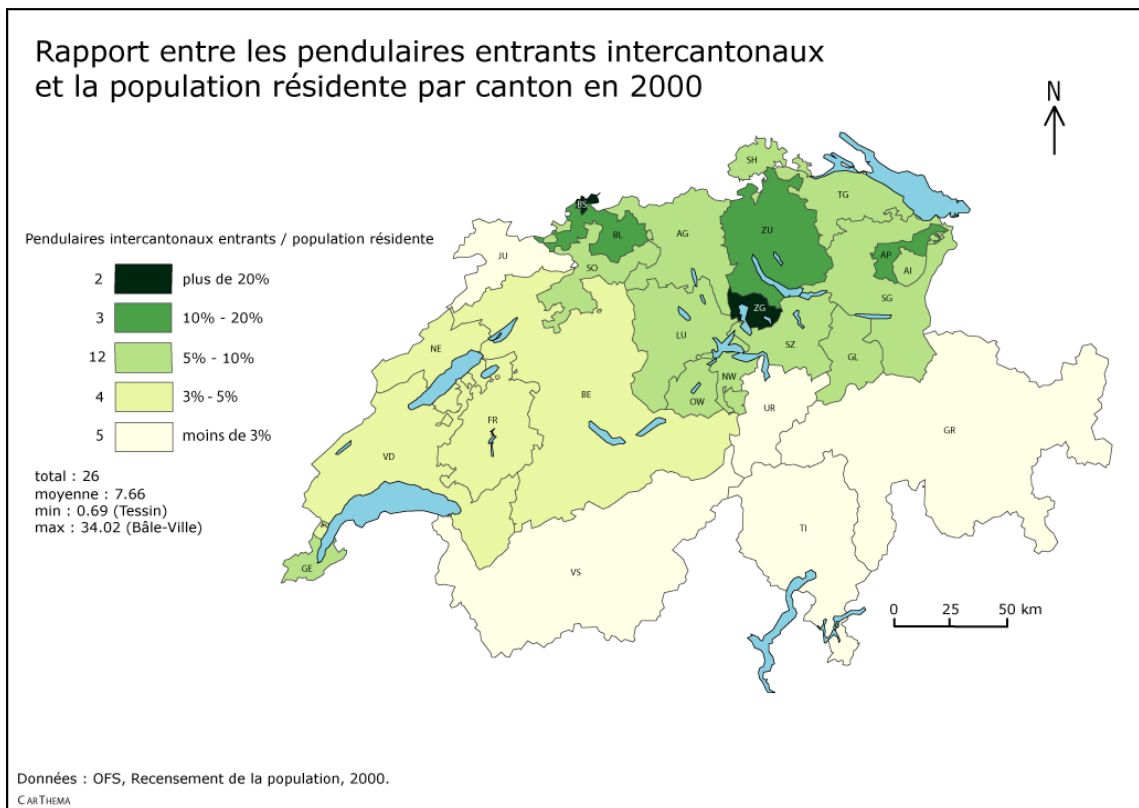 Rapport entre les pendulaires entrants intercantonaux
et la population résidente par canton en 2000
N
Pendulaires intercantonaux entrants / population résidente
2 plus de 20%
3 10% - 20%
12 5% - 10%
4 3% - 5%
5 moins de 3%
total : 26
moyenne : 7.66
min : 0.69 (Tessin)
max : 34.02 (Bâle-Ville)
SH
TG
BS
BL
AG
ZU
AP
AI
JU
SO
SG
ZG
NE
LU
SZ
GL
NW
OW
BE
UR
FR
GR
VD
TI
GE
VS
0 25 50 km
Données : OFS, Recensement de la population, 2000.
CARTHEMA